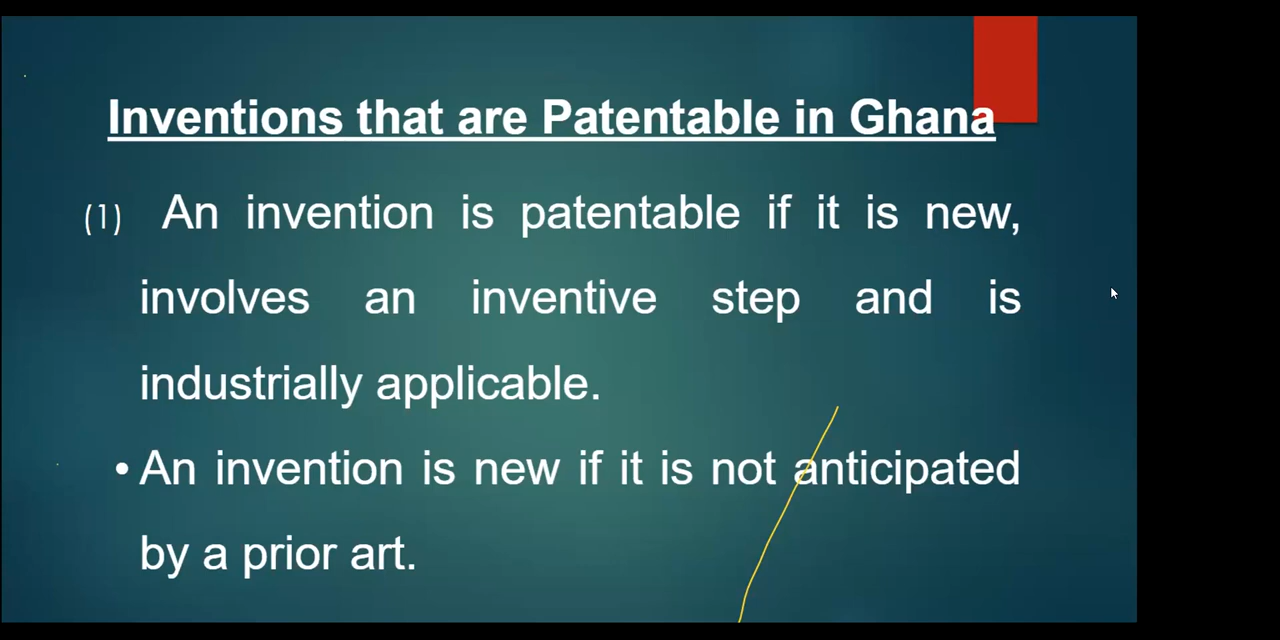 Inventions that are Patentable in Ghana
(1) An invention is patentable if it is new,
involves an inventive step and is
industrially applicable.
• An invention is new if it is not anticipated
by a prior art.